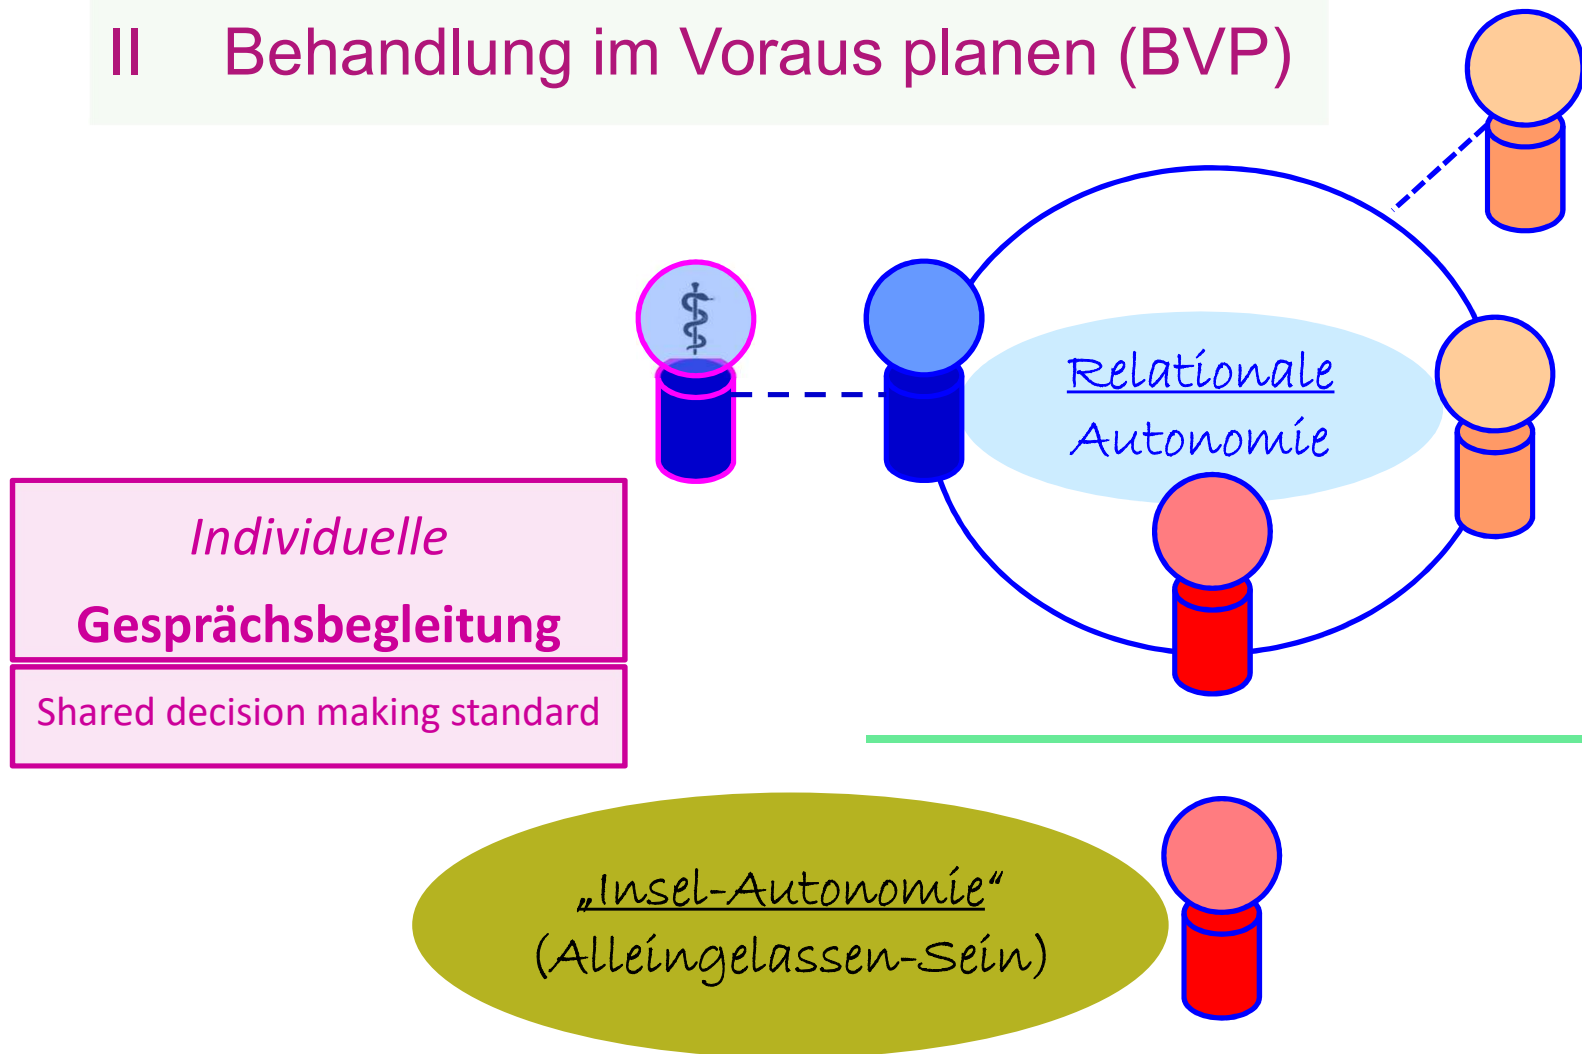 II Behandlung im Voraus planen (BVP)
Relationale
Autonomie
Individuelle
Gesprächsbegleitung
Shared decision making standard
„Insel-Autonomie“
(Alleingelassen-Sein)